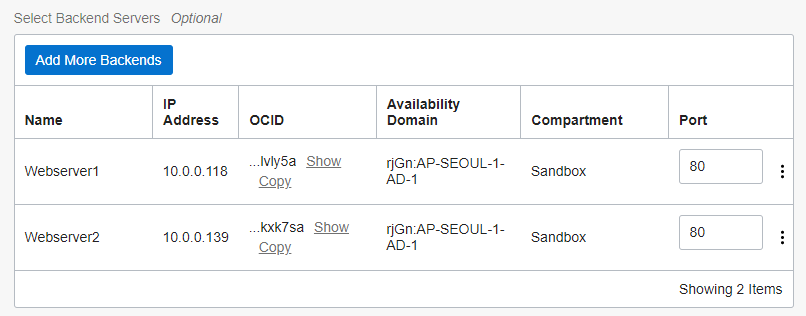 Select Backend Servers Optional
Add More Backends
Name IP Address OCID Availability Domain Compartment Port
Webserver1 10.0.0.118 ...lvly5a Show Copy rjGn:AP-SEOUL-1-AD-1 Sandbox 80
Webserver2 10.0.0.139 ...kxk7sa Show Copy rjGn:AP-SEOUL-1-AD-1 Sandbox 80
Showing 2 Items